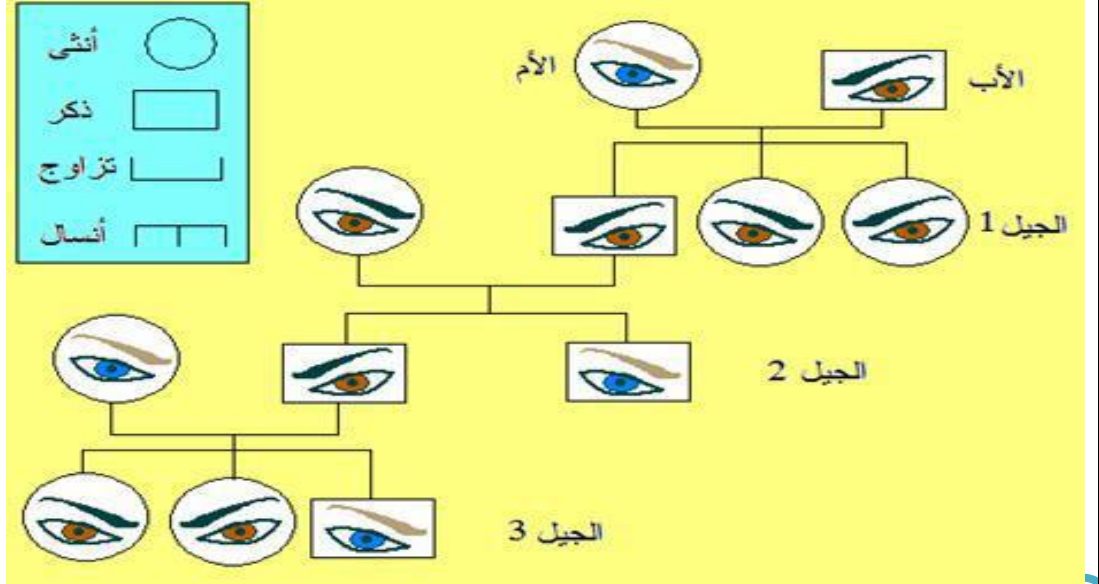 أنثى
ذكر
تزاوج
أنسال
الأم
الأب
الجيل 1
الجيل 2
الجيل 3